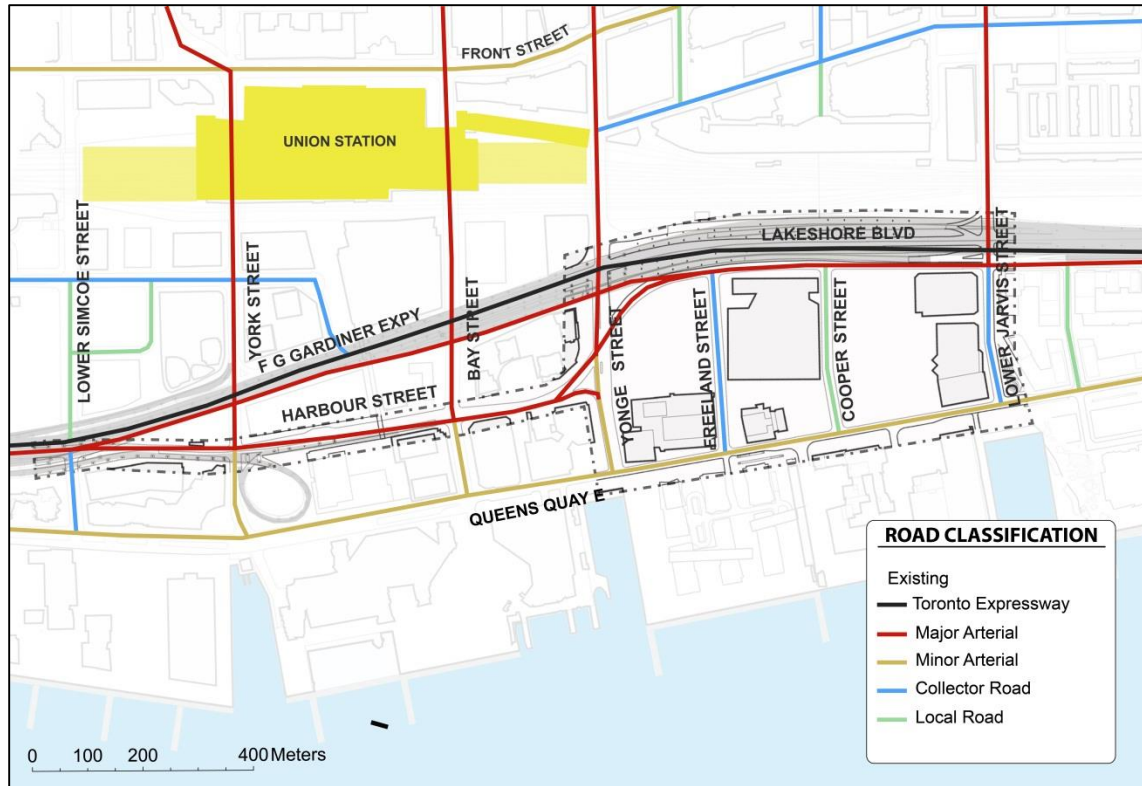 FRONT STREET
UNION STATION
LAKESHORE BLVD
LOWER SIMCOE STREET
YORK STREET
F G GARDINER EXPY
BAY STREET
HARBOUR STREET
YONGE STREET
FREELAND STREET
COOPER STREET
LOWER JARVIS STREET
QUEENS QUAY E
ROAD CLASSIFICATION
Existing
Toronto Expressway
Major Arterial
Minor Arterial
Collector Road
Local Road
0 100 200 400 Meters